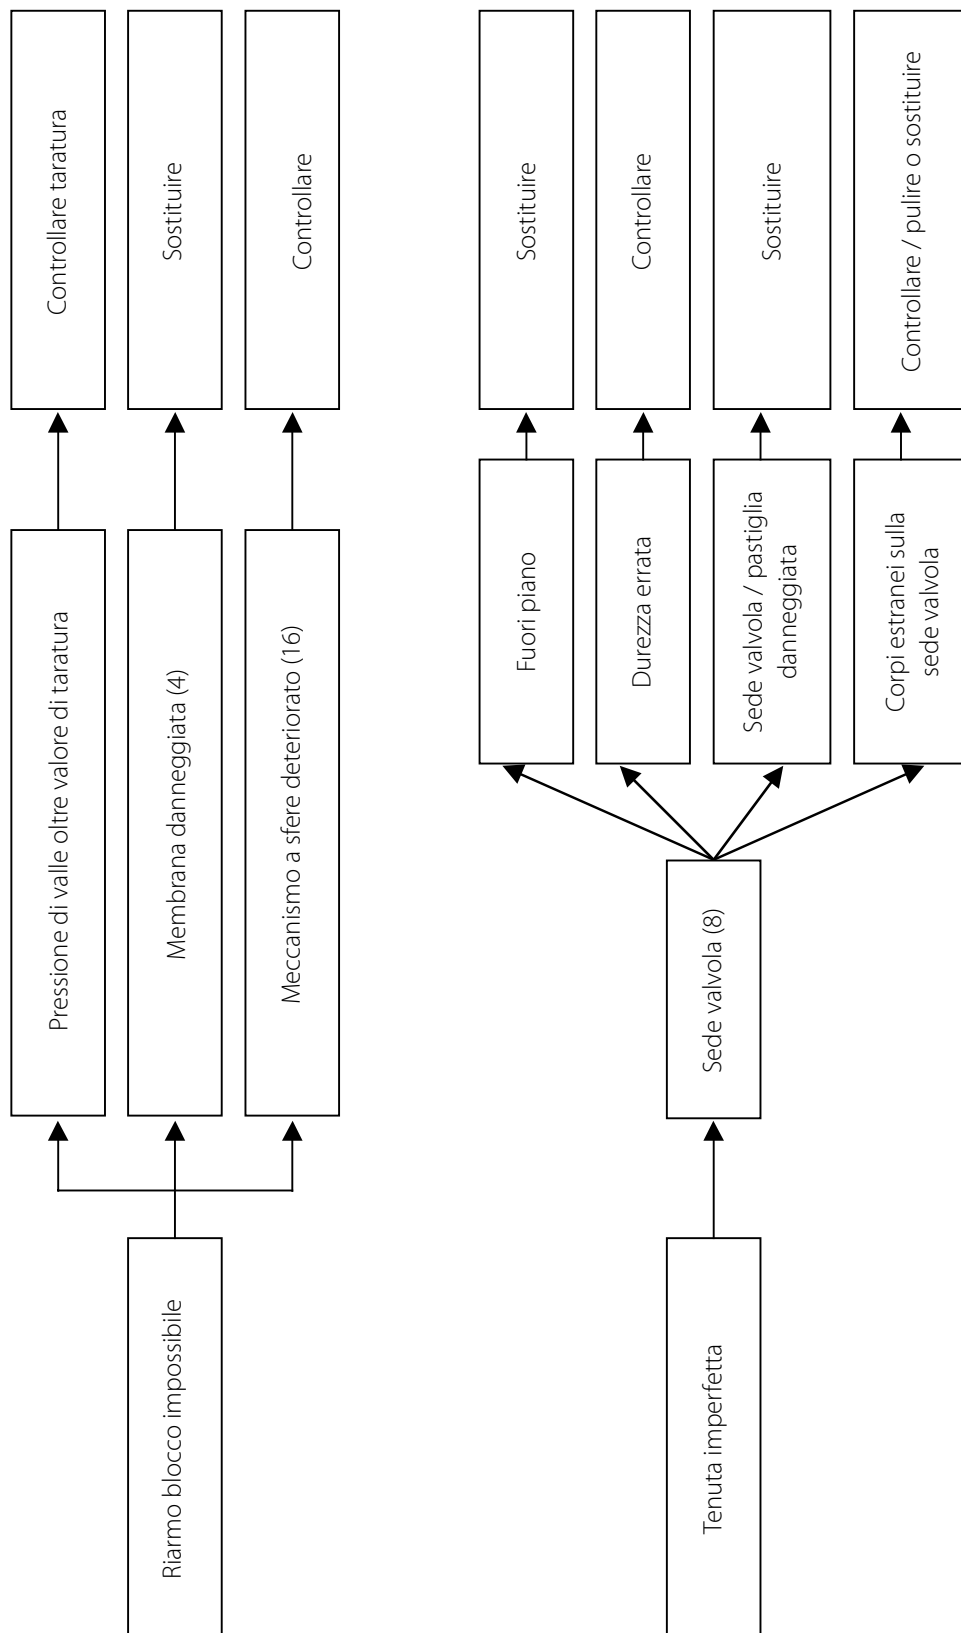 Riarmo blocco impossibile
Pressione di valle oltre valore di taratura
Controllare taratura
Membrana danneggiata (4)
Sostituire
Meccanismo a sfere deteriorato (16)
Controllare
Tenuta imperfetta
Sede valvola (8)
Fuori piano
Sostituire
Durezza errata
Controllare
Sede valvola / pastiglia
danneggiata
Sostituire
Corpi estranei sulla
sede valvola
Controllare / pulire o sostituire